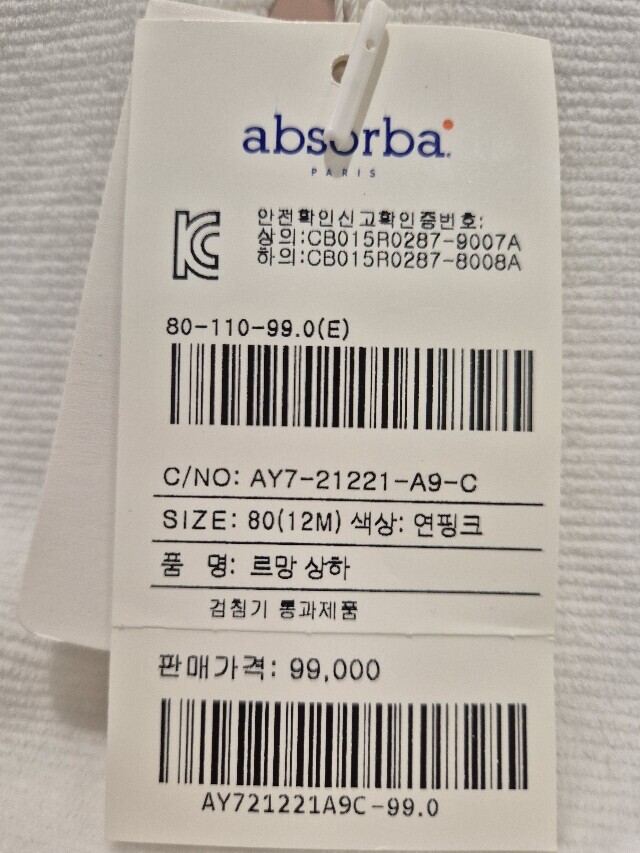 absorba.
PARIS
안전확인신고확인증번호:
상의:CB015R0287-9007A
하의:CB015R0287-8008A
80-110-99.0(E)
C/NO: AY7-21221-A9-C
SIZE: 80(12M) 색상: 연핑크
품 명: 르망 상하
검침기 통과제품
판매가격: 99,000
AY721221A9C-99.0